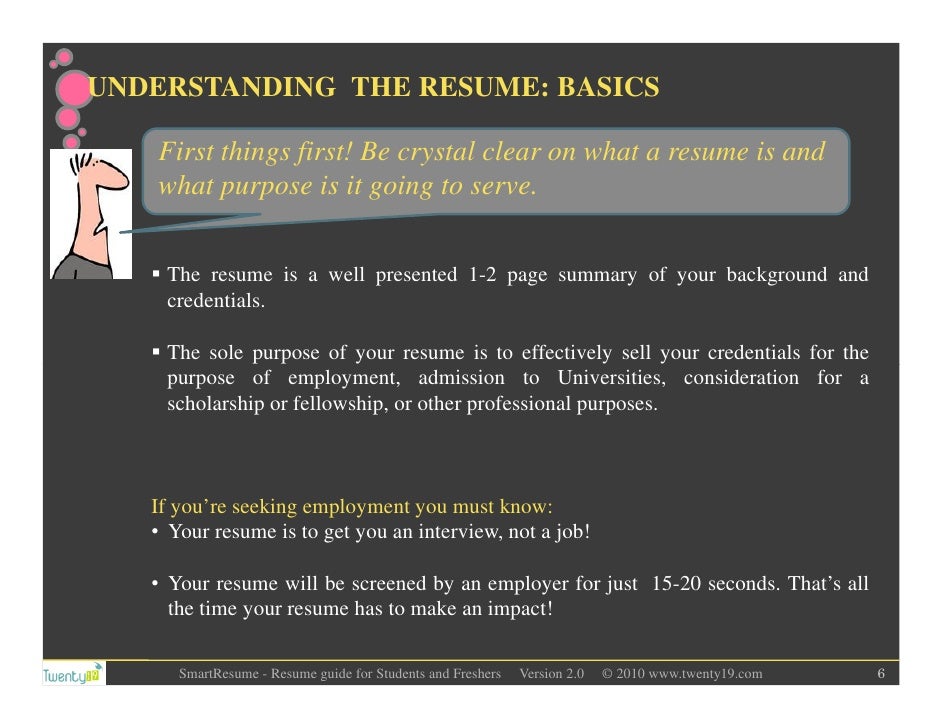 UNDERSTANDING THE RESUME: BASICS
First things first! Be crystal clear on what a resume is and
what purpose is it going to serve.
▪ The resume is a well presented 1-2 page summary of your background and
credentials.
▪ The sole purpose of your resume is to effectively sell your credentials for the
purpose of employment, admission to Universities, consideration for a
scholarship or fellowship, or other professional purposes.
If you’re seeking employment you must know:
• Your resume is to get you an interview, not a job!
• Your resume will be screened by an employer for just 15-20 seconds. That’s all
the time your resume has to make an impact!
Twenty19 SmartResume - Resume guide for Students and Freshers Version 2.0 © 2010 www.twenty19.com 6